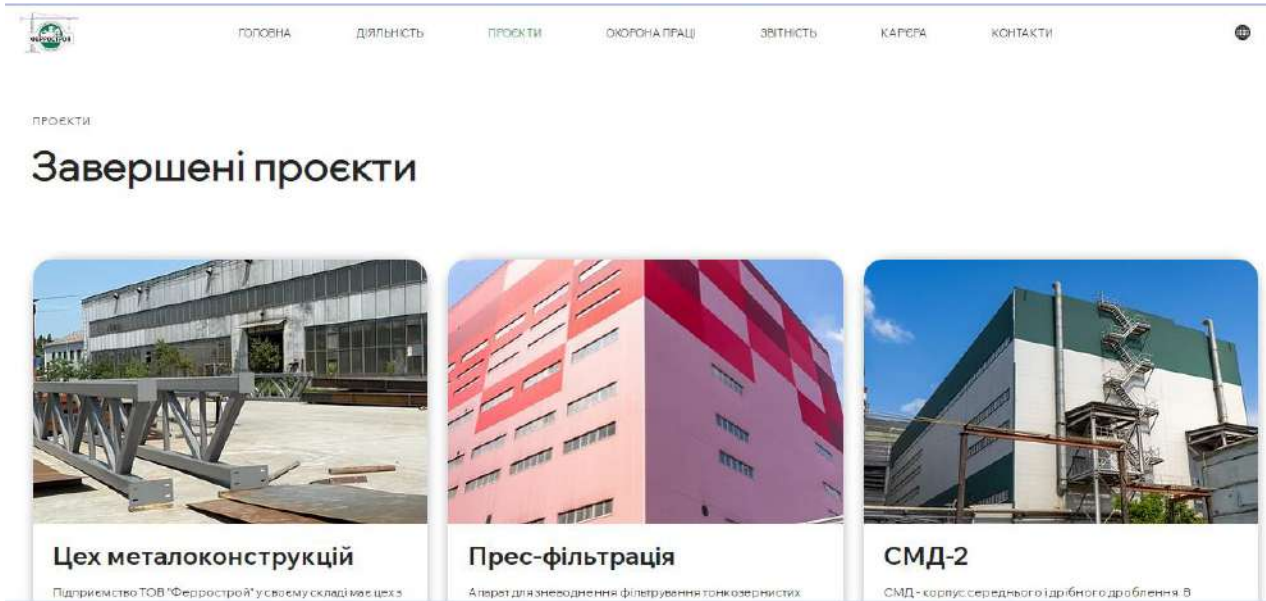 ФЕРРОСТРОЙ
ГОЛОВНА ДІЯЛЬНІСТЬ ПРОЄКТИ ОХОРОНА ПРАЦІ ЗВІТНІСТЬ КАР'ЄРА КОНТАКТИ
ПРОЄКТИ
Завершені проєкти
Цех металоконструкцій
Підприємство ТОВ "Феррострой" у своєму складі має цех з
Прес-фільтрація
Апарат для зневоднення фільтрування тонкозернистих
СМД-2
СМД - корпус середнього і дрібного дроблення. В